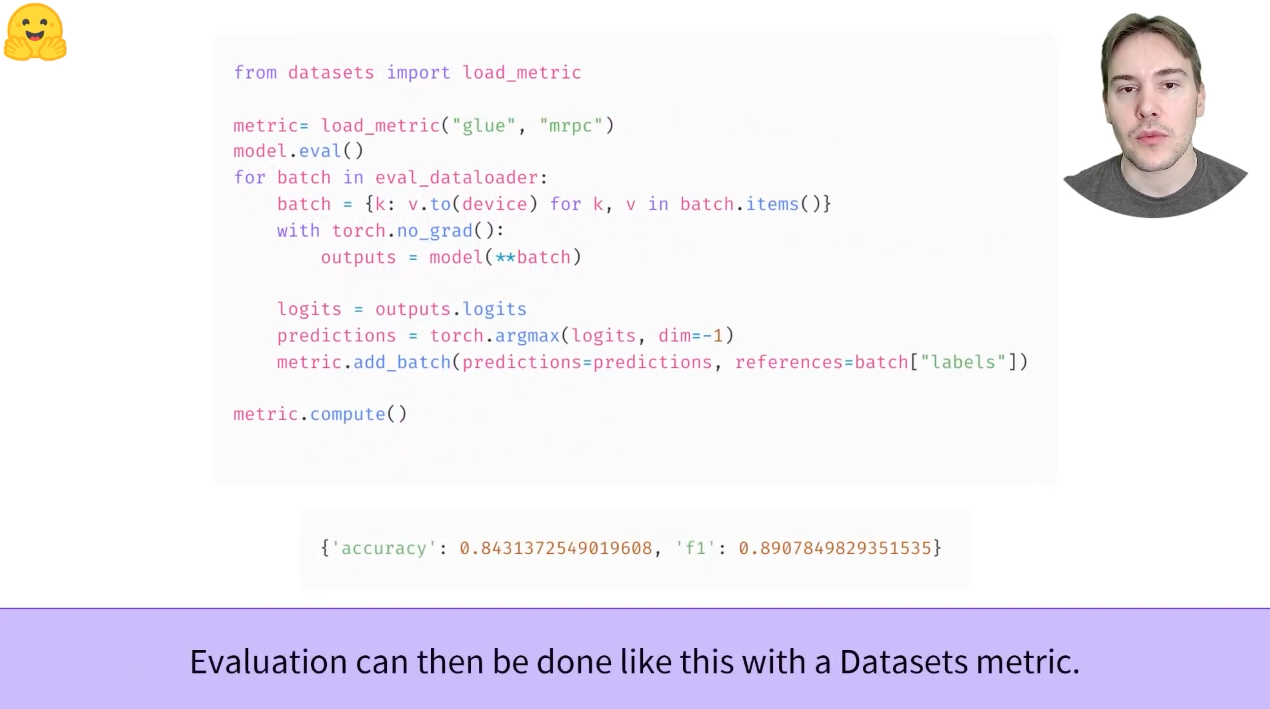 from datasets import load_metric
metric= load_metric("glue", "mrpc")
model.eval()
for batch in eval_dataloader:
    batch = {k: v.to(device) for k, v in batch.items()}
    with torch.no_grad():
        outputs = model(**batch)
    logits = outputs.logits
    predictions = torch.argmax(logits, dim=-1)
    metric.add_batch(predictions=predictions, references=batch["labels"])
metric.compute()
{'accuracy': 0.8431372549019608, 'f1': 0.8907849829351535}
Evaluation can then be done like this with a Datasets metric.